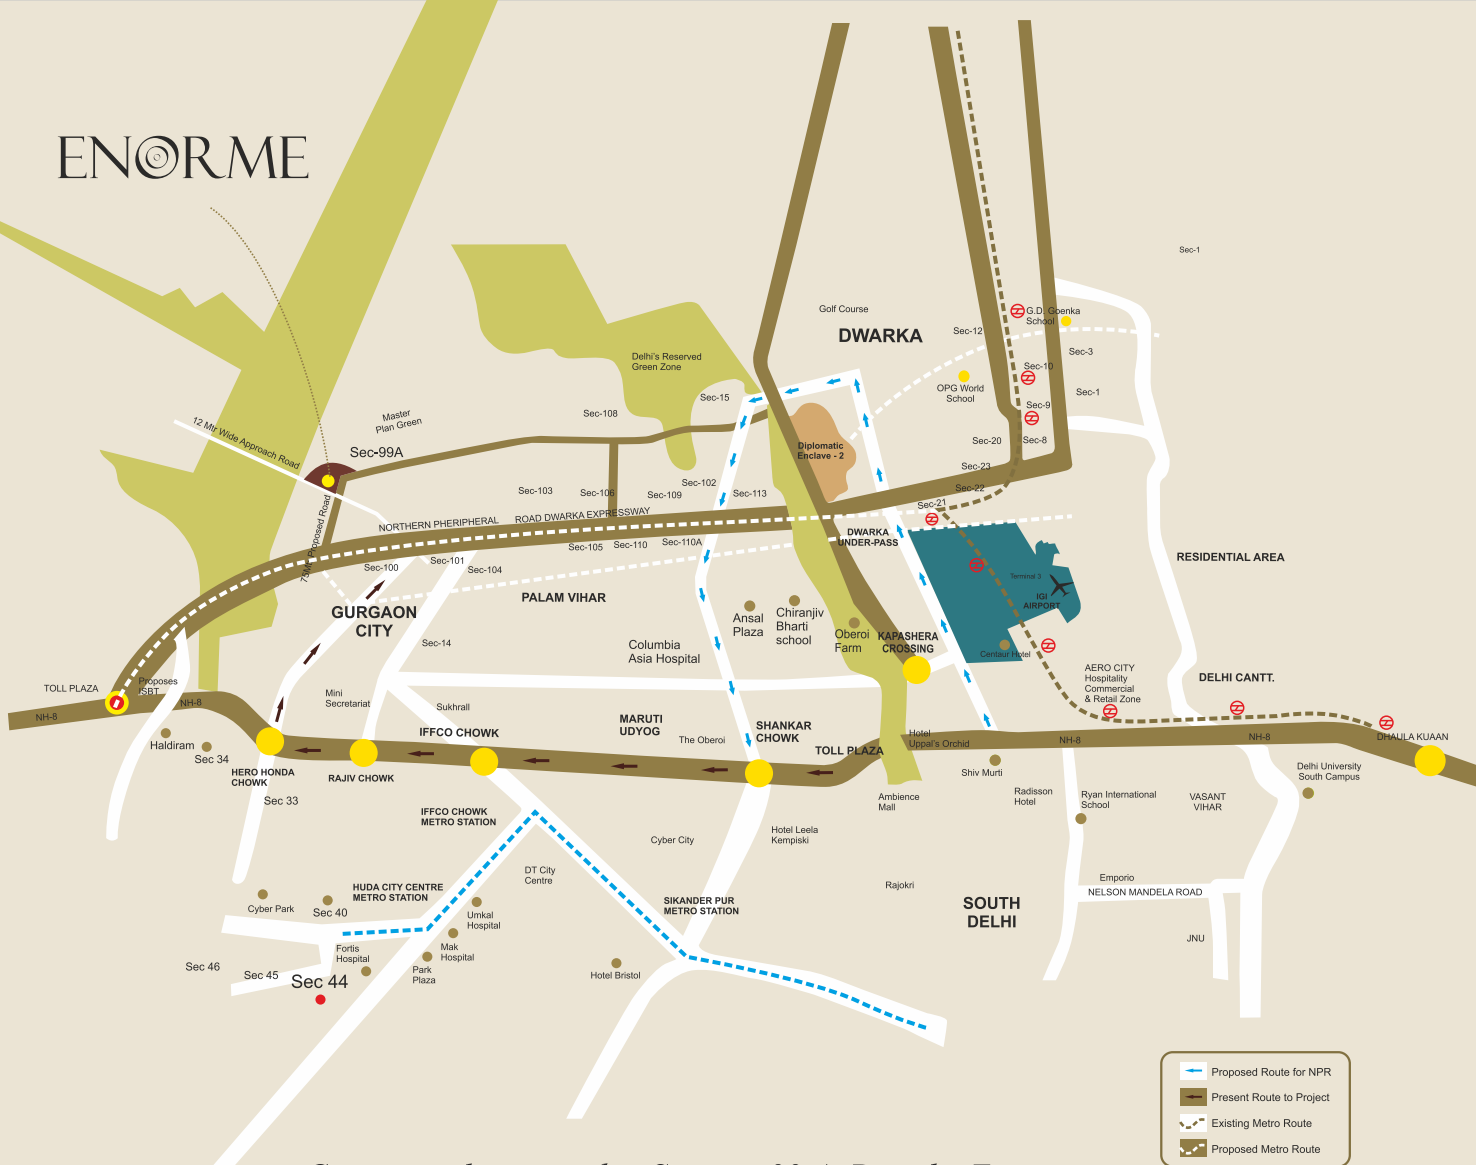 ENORME
Sec-1
Golf Course
DWARKA
G.D. Goenka
School
Sec-12
Sec-3
Sec-10
Delhi's Reserved
Green Zone
OPG World
School
Sec-1
Sec-15
Sec-9
Sec-108
Master
Plan Green
12 Mtr Wide Approach Road
Sec-99A
Diplomatic
Enclave - 2
Sec-20
Sec-8
Sec-23
Sec-102
Sec-22
Sec-103
Sec-106
Sec-109
Sec-113
Sec-21
NORTHERN PHERIPHERAL
ROAD DWARKA EXPRESSWAY
75Mtr Proposed Road
DWARKA
UNDER-PASS
Sec-105
Sec-110
Sec-110A
Sec-100
Sec-101
Sec-104
RESIDENTIAL AREA
Terminal 3
IGI
AIRPORT
PALAM VIHAR
GURGAON
CITY
Ansal
Plaza
Chiranjiv
Bharti
school
Oberoi
Farm
KAPASHERA
CROSSING
Sec-14
Columbia
Asia Hospital
Centaur Hotel
AERO CITY
Hospitality
Commercial
& Retail Zone
DELHI CANTT.
TOLL PLAZA
Proposes
ISBT
NH-8
NH-8
Mini
Secretariat
Sukhrall
MARUTI
UDYOG
SHANKAR
CHOWK
IFFCO CHOWK
The Oberoi
TOLL PLAZA
Hotel
Uppal's Orchid
NH-8
NH-8
DHAULA KUAAN
Haldiram
Sec 34
HERO HONDA
CHOWK
RAJIV CHOWK
Shiv Murti
Delhi University
South Campus
Sec 33
Ambience
Mall
Radisson
Hotel
Ryan International
School
VASANT
VIHAR
IFFCO CHOWK
METRO STATION
Cyber City
Hotel Leela
Kempiski
DT City
Centre
Rajokri
Emporio
NELSON MANDELA ROAD
HUDA CITY CENTRE
METRO STATION
Cyber Park
Sec 40
Umkal
Hospital
SIKANDER PUR
METRO STATION
SOUTH
DELHI
JNU
Fortis
Hospital
Mak
Hospital
Park
Plaza
Sec 46
Sec 45
Sec 44
Hotel Bristol
Proposed Route for NPR
Present Route to Project
Existing Metro Route
Proposed Metro Route